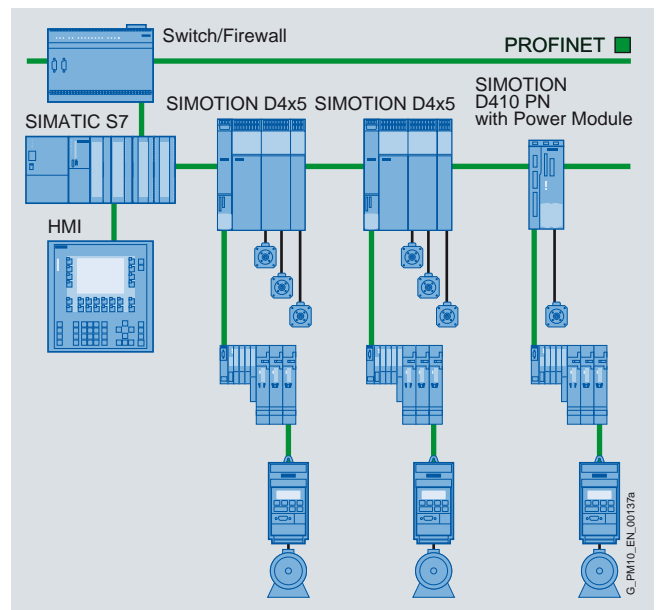 Switch/Firewall
PROFINET
SIMOTION
D410 PN
with Power Module
SIMOTION D4x5
SIMOTION D4x5
SIMATIC S7
HMI
G_PM10_EN_00137a